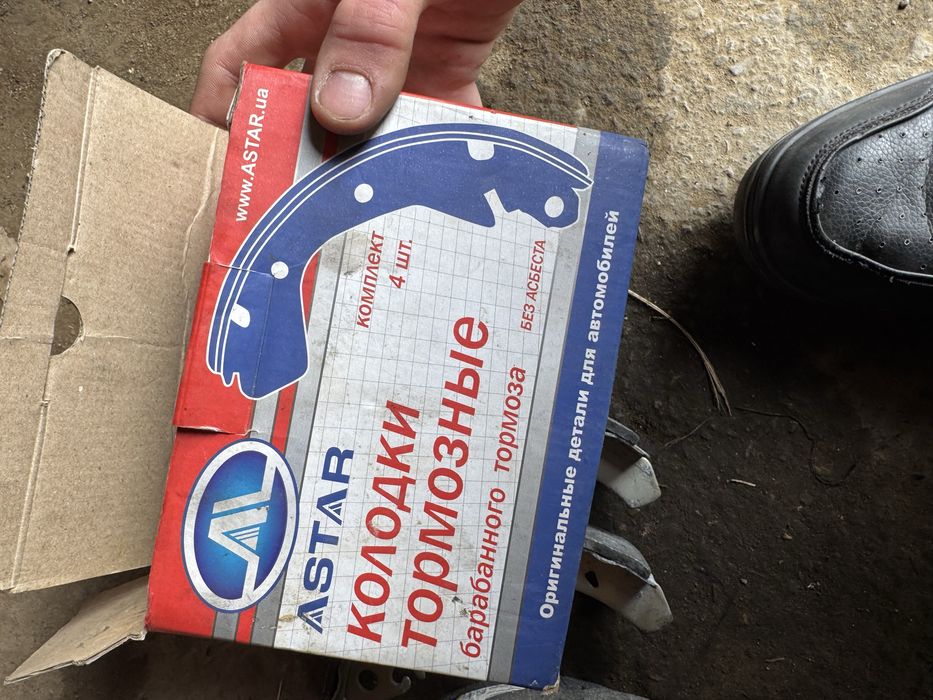 www.ASTAR.ua
комплект
4 шт.
БЕЗ АСБЕСТА
ASTAR
колодки
тормозные
барабанного тормоза
Оригинальные детали для автомобилей